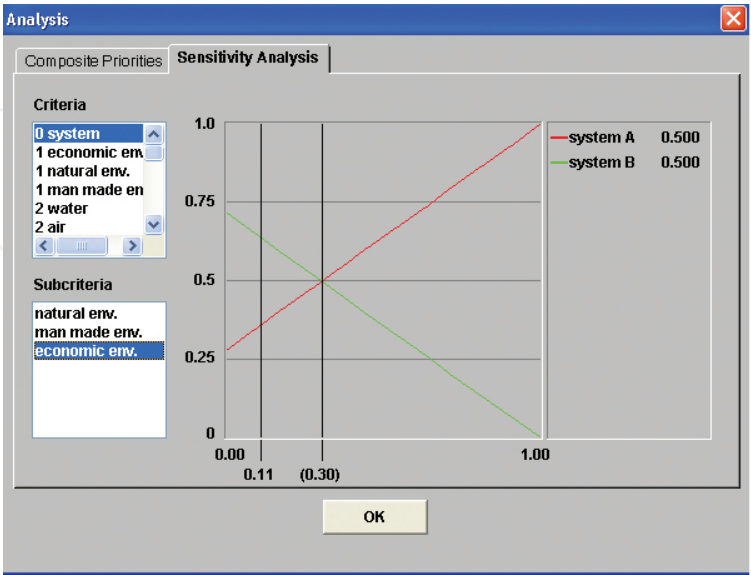 Analysis
Composite Priorities
Sensitivity Analysis
Criteria
0 system
1 economic env
1 natural env.
1 man made en
2 water
2 air
Subcriteria
natural env.
man made env.
economic env.
1.0
0.75
0.5
0.25
0
0.00
1.00
0.11
(0.30)
system A 0.500
system B 0.500
OK